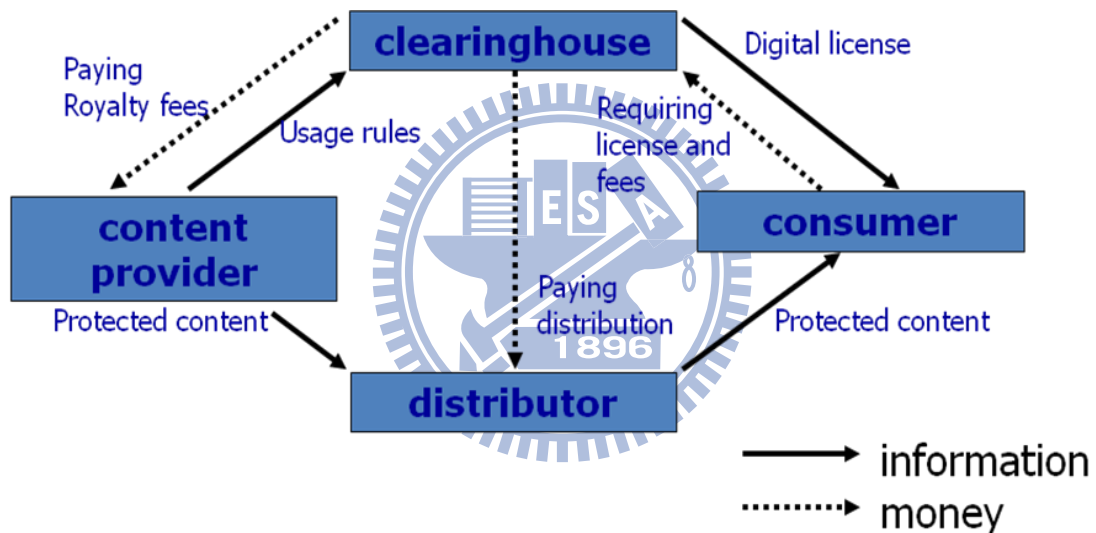 clearinghouse
Digital license
Paying
Royalty fees
Usage rules
Requiring
license and
fees
content
provider
consumer
E S A
Protected content
Paying
distribution
Protected content
1896
distributor
information
money